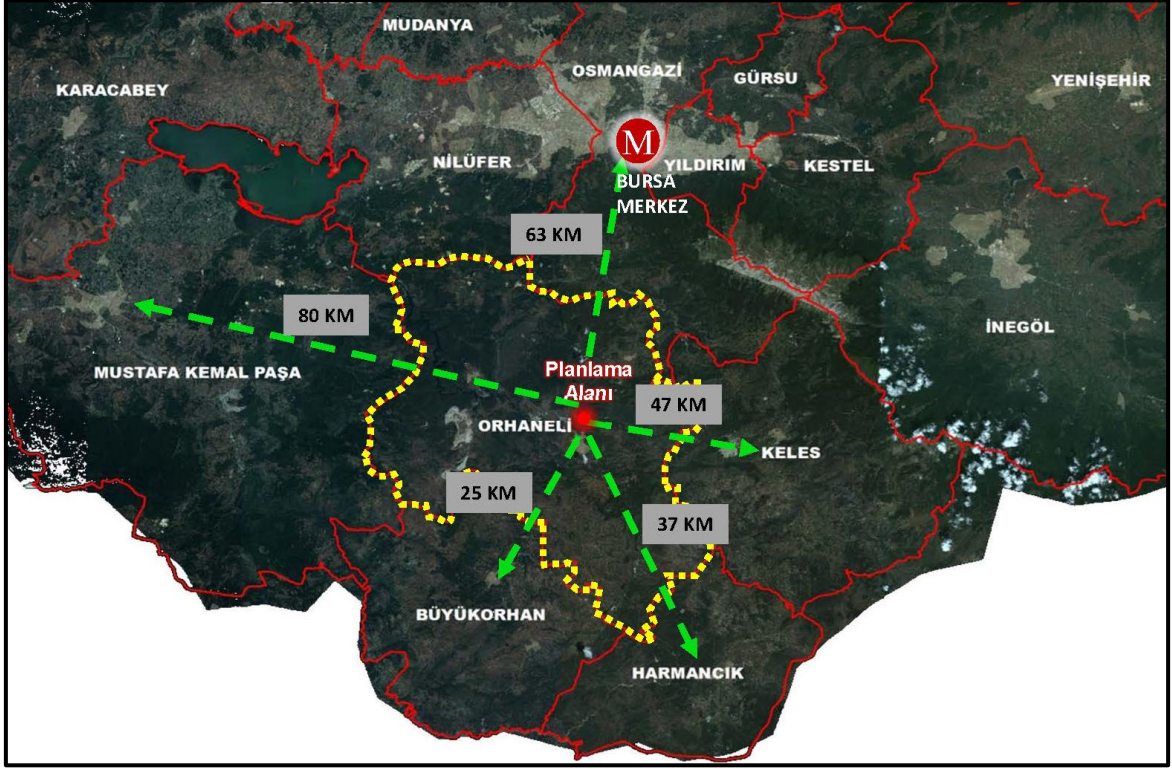 MUDANYA
OSMANGAZİ
GÜRSU
YENİŞEHİR
KARACABEY
M
NİLÜFER
YILDIRIM
KESTEL
BURSA
MERKEZ
63 KM
80 KM
İNEGÖL
MUSTAFA KEMAL PAŞA
Planlama
Alanı
47 KM
ORHANELİ
KELES
25 KM
37 KM
BÜYÜKORHAN
HARMANCIK